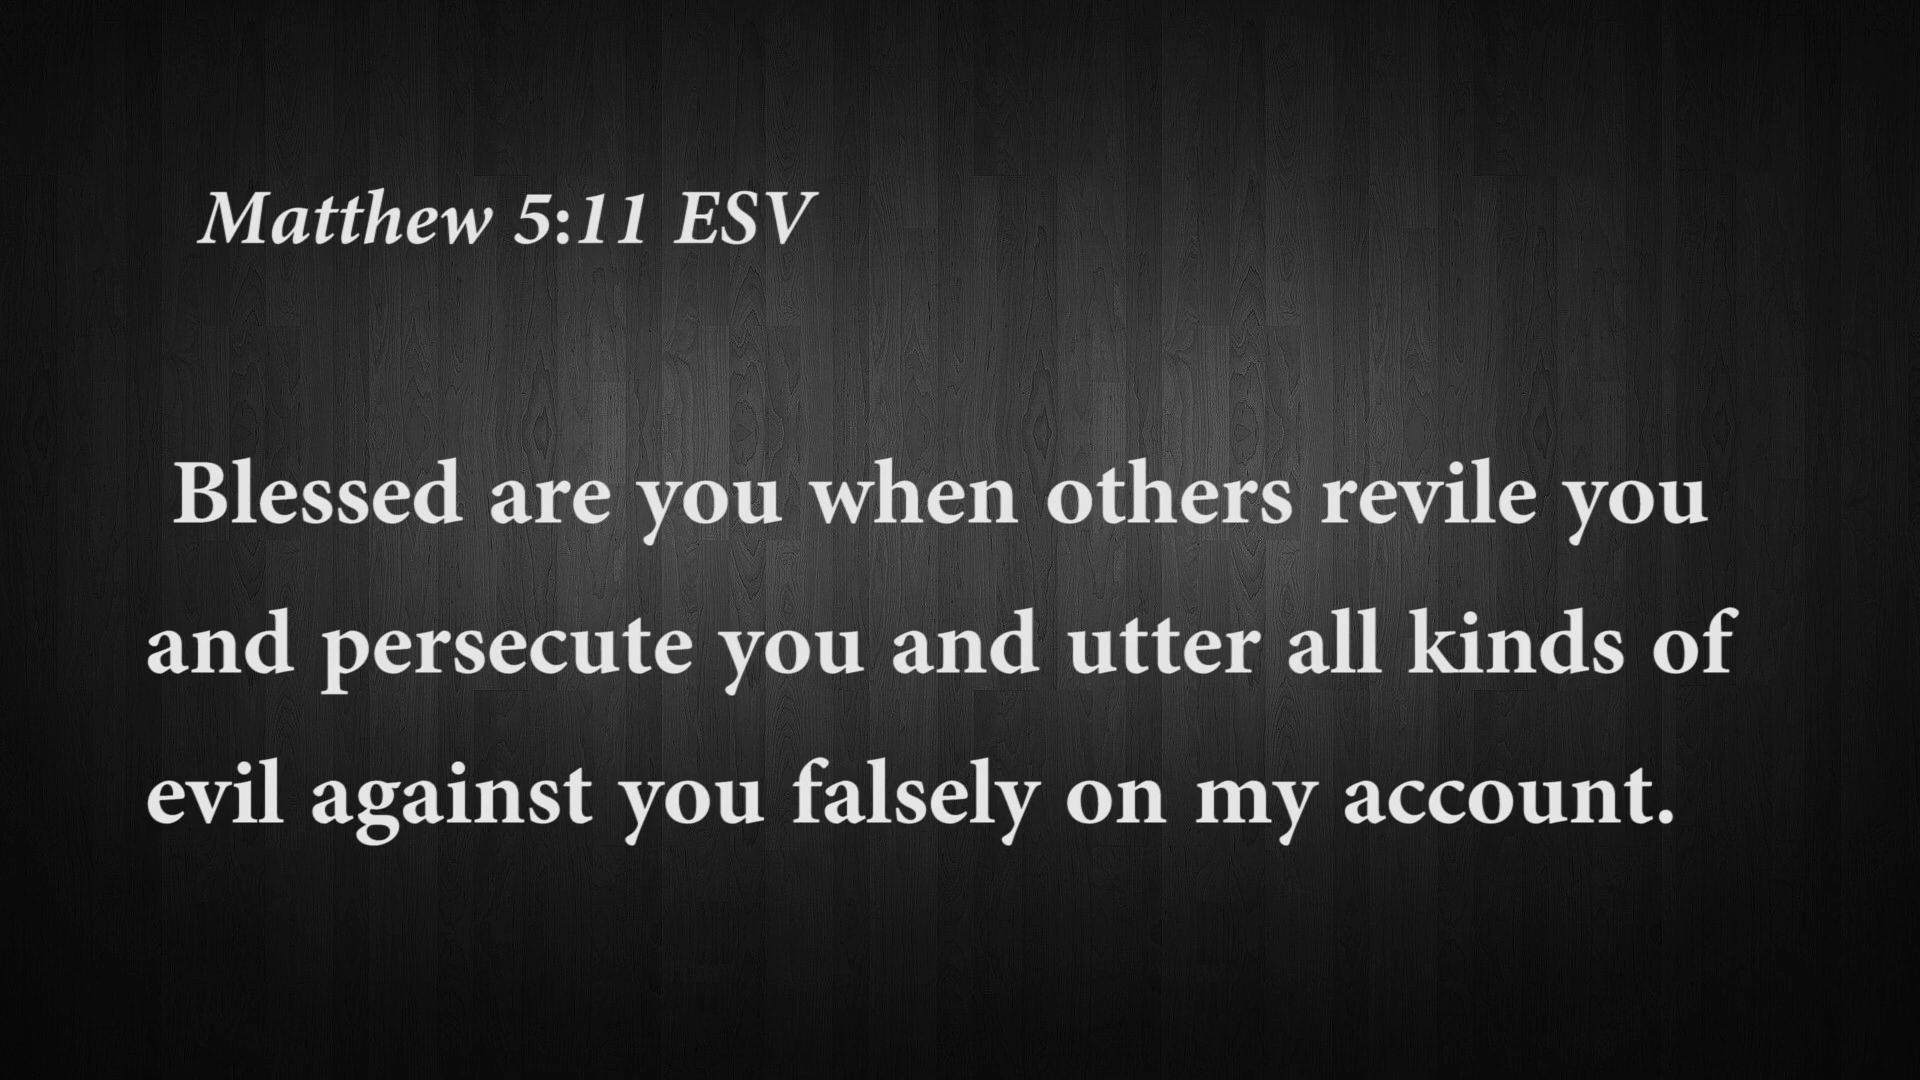 Matthew 5:11 ESV
Blessed are you when others revile you
and persecute you and utter all kinds of
evil against you falsely on my account.